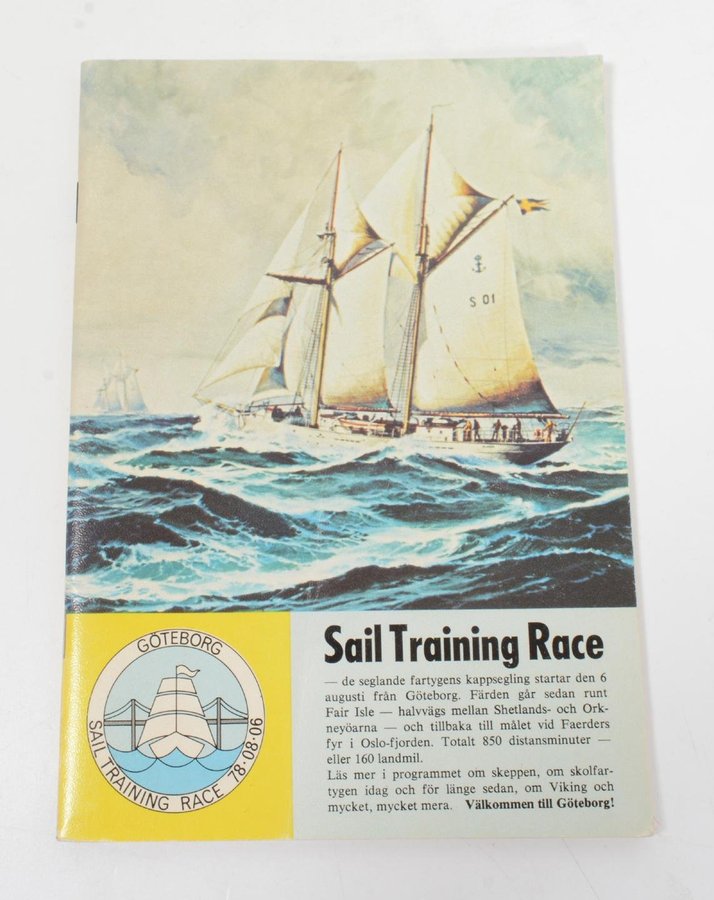 S 01
Sail Training Race
— de seglande fartygens kappsegling startar den 6
augusti från Göteborg. Färden går sedan runt
Fair Isle — halvvägs mellan Shetlands- och Ork-
neyöarna — och tillbaka till målet vid Faerders
fyr i Oslo-fjorden. Totalt 850 distansminuter —
eller 160 landmil.
Läs mer i programmet om skeppen, om skolfar-
tygen idag och för länge sedan, om Viking och
mycket, mycket mera. Välkommen till Göteborg!
GÖTEBORG
SAIL TRAINING RACE 78·08·06